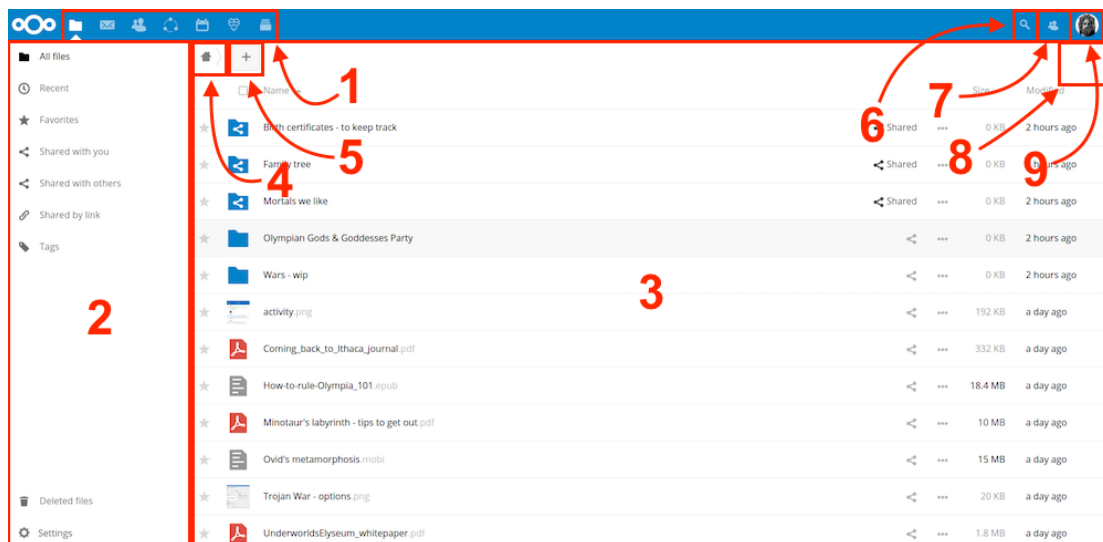 All files
Recent
Favorites
Shared with you
Shared with others
Shared by link
Tags
Deleted files
Settings
+
1
2
3
4
5
6
7
8
9
Name Size Modified
Birth certificates - to keep track Shared ... 0 KB 2 hours ago
Family tree Shared ... 0 KB 2 hours ago
Mortals we like Shared ... 0 KB 2 hours ago
Olympian Gods & Goddesses Party ... 0 KB 2 hours ago
Wars - wip ... 0 KB 2 hours ago
activity.png ... 192 KB a day ago
Coming_back_to_Ithaca_journal.pdf ... 332 KB a day ago
How-to-rule-Olympia_101.epub ... 18.4 MB a day ago
Minotaur's labyrinth - tips to get out.pdf ... 10 MB a day ago
Ovid's metamorphosis.mobi ... 15 MB a day ago
Trojan War - options.png ... 20 KB a day ago
UnderworldsElyseum_whitepaper.pdf ... 1.8 MB a day ago